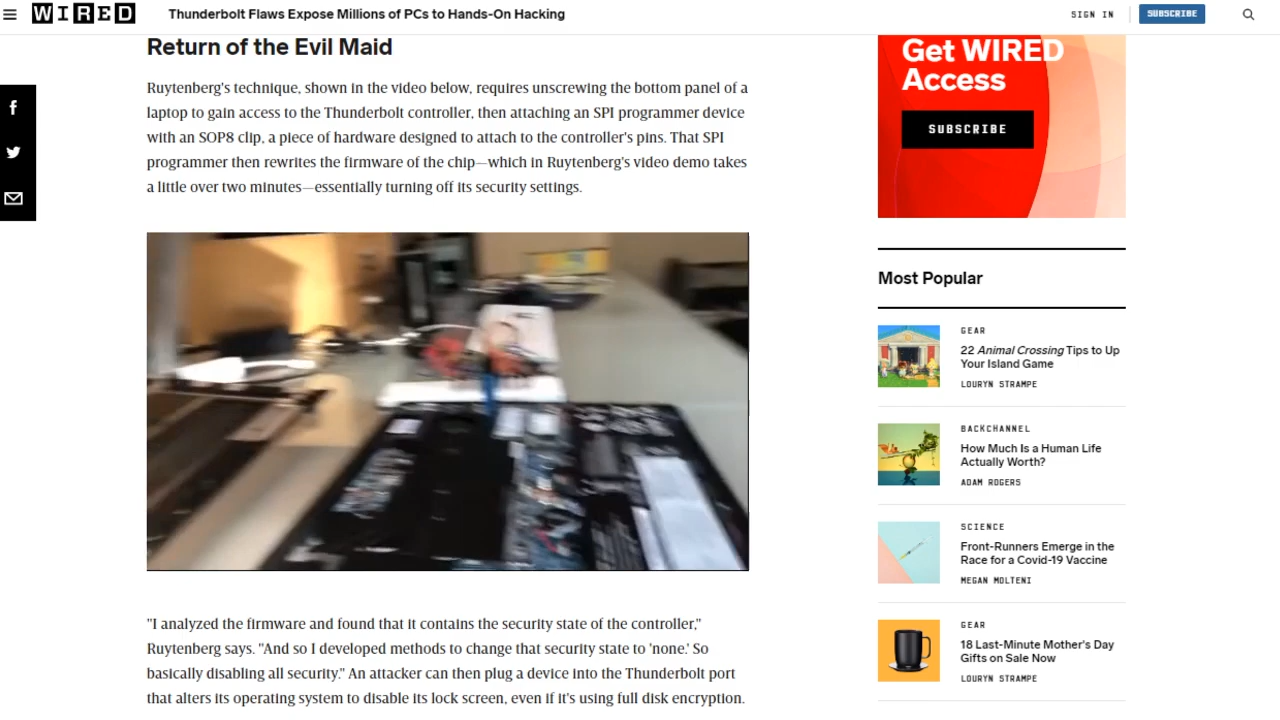 WIRED
Thunderbolt Flaws Expose Millions of PCs to Hands-On Hacking
SIGN IN
SUBSCRIBE
Return of the Evil Maid
Ruytenberg's technique, shown in the video below, requires unscrewing the bottom panel of a
laptop to gain access to the Thunderbolt controller, then attaching an SPI programmer device
with an SOP8 clip, a piece of hardware designed to attach to the controller's pins. That SPI
programmer then rewrites the firmware of the chip—which in Ruytenberg's video demo takes
a little over two minutes—essentially turning off its security settings.
"I analyzed the firmware and found that it contains the security state of the controller,"
Ruytenberg says. "And so I developed methods to change that security state to 'none.' So
basically disabling all security." An attacker can then plug a device into the Thunderbolt port
that alters its operating system to disable its lock screen, even if it's using full disk encryption.
Get WIRED
Access
SUBSCRIBE
Most Popular
GEAR
22 Animal Crossing Tips to Up
Your Island Game
LOURYN STRAMPE
BACKCHANNEL
How Much Is a Human Life
Actually Worth?
ADAM ROGERS
SCIENCE
Front-Runners Emerge in the
Race for a Covid-19 Vaccine
MEGAN MOLTENI
GEAR
18 Last-Minute Mother's Day
Gifts on Sale Now
LOURYN STRAMPE